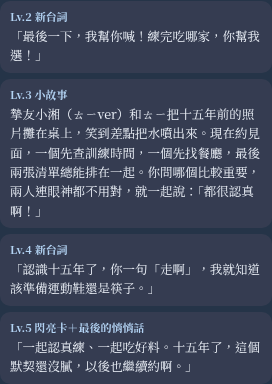 Lv.2 新台詞
「最後一下，我幫你喊！練完吃哪家，你幫我
選！」
Lv.3 小故事
摯友小湘（ㄊㄧver）和ㄊㄧ把十五年前的照
片攤在桌上，笑到差點把水噴出來。現在約見
面，一個先查訓練時間，一個先找餐廳，最後
兩張清單總能排在一起。你問哪個比較重要，
兩人連眼神都不用對，就一起說：「都很認真
啊！」
Lv.4 新台詞
「認識十五年了，你一句「走啊」，我就知道
該準備運動鞋還是筷子。」
Lv.5 閃亮卡＋最後的悄悄話
「一起認真練、一起吃好料。十五年了，這個
默契還沒膩，以後也繼續約啊。」